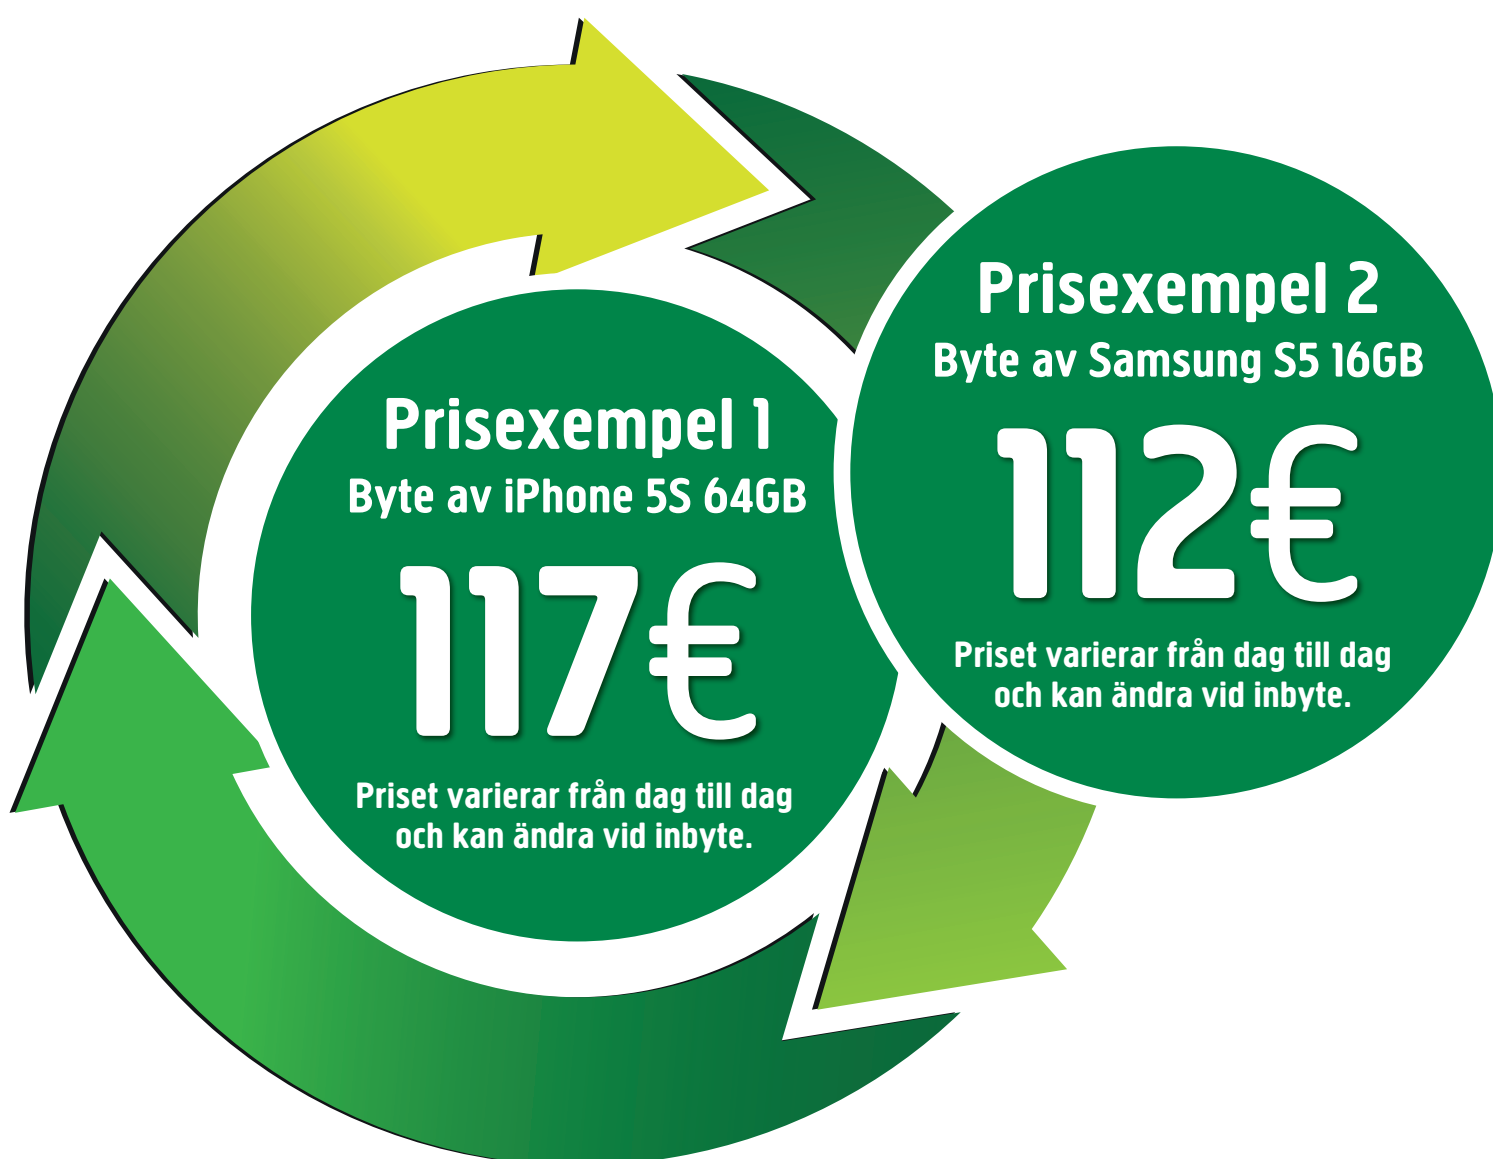 Prisexempel 1
Byte av iPhone 5S 64GB
117€
Priset varierar från dag till dag
och kan ändra vid inbyte.
Prisexempel 2
Byte av Samsung S5 16GB
112€
Priset varierar från dag till dag
och kan ändra vid inbyte.